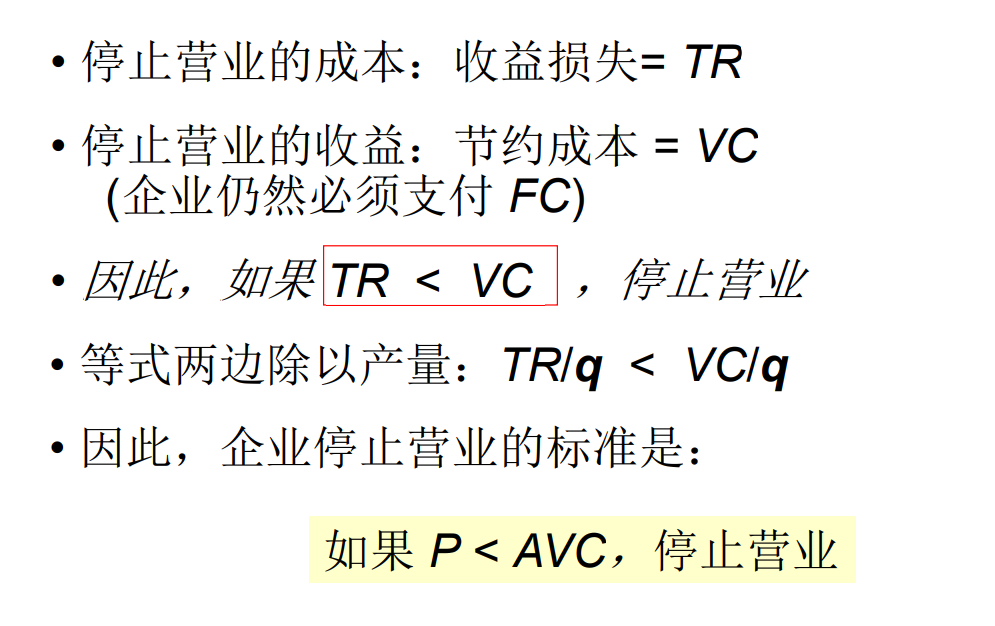 • 停止营业的成本：收益损失= TR
• 停止营业的收益：节约成本 = VC
(企业仍然必须支付 FC)
• 因此，如果 TR < VC ，停止营业
• 等式两边除以产量：TR/q < VC/q
• 因此，企业停止营业的标准是：
如果 P < AVC，停止营业